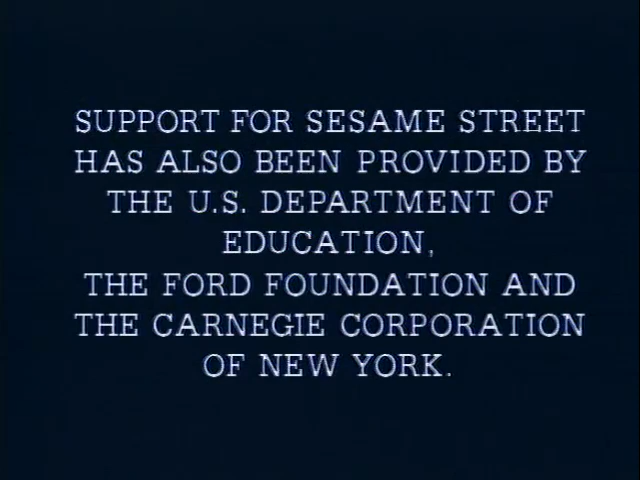 SUPPORT FOR SESAME STREET
HAS ALSO BEEN PROVIDED BY
THE U.S. DEPARTMENT OF
EDUCATION,
THE FORD FOUNDATION AND
THE CARNEGIE CORPORATION
OF NEW YORK.